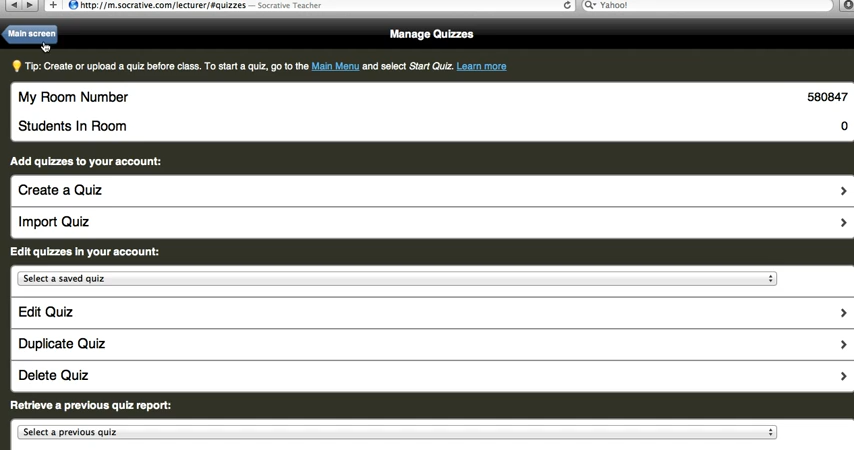 http://m.socrative.com/lecturer/#quizzes — Socrative Teacher
Yahoo!
Main screen
Manage Quizzes
Tip: Create or upload a quiz before class. To start a quiz, go to the Main Menu and select Start Quiz. Learn more
My Room Number 580847
Students In Room 0
Add quizzes to your account:
Create a Quiz
Import Quiz
Edit quizzes in your account:
Select a saved quiz
Edit Quiz
Duplicate Quiz
Delete Quiz
Retrieve a previous quiz report:
Select a previous quiz